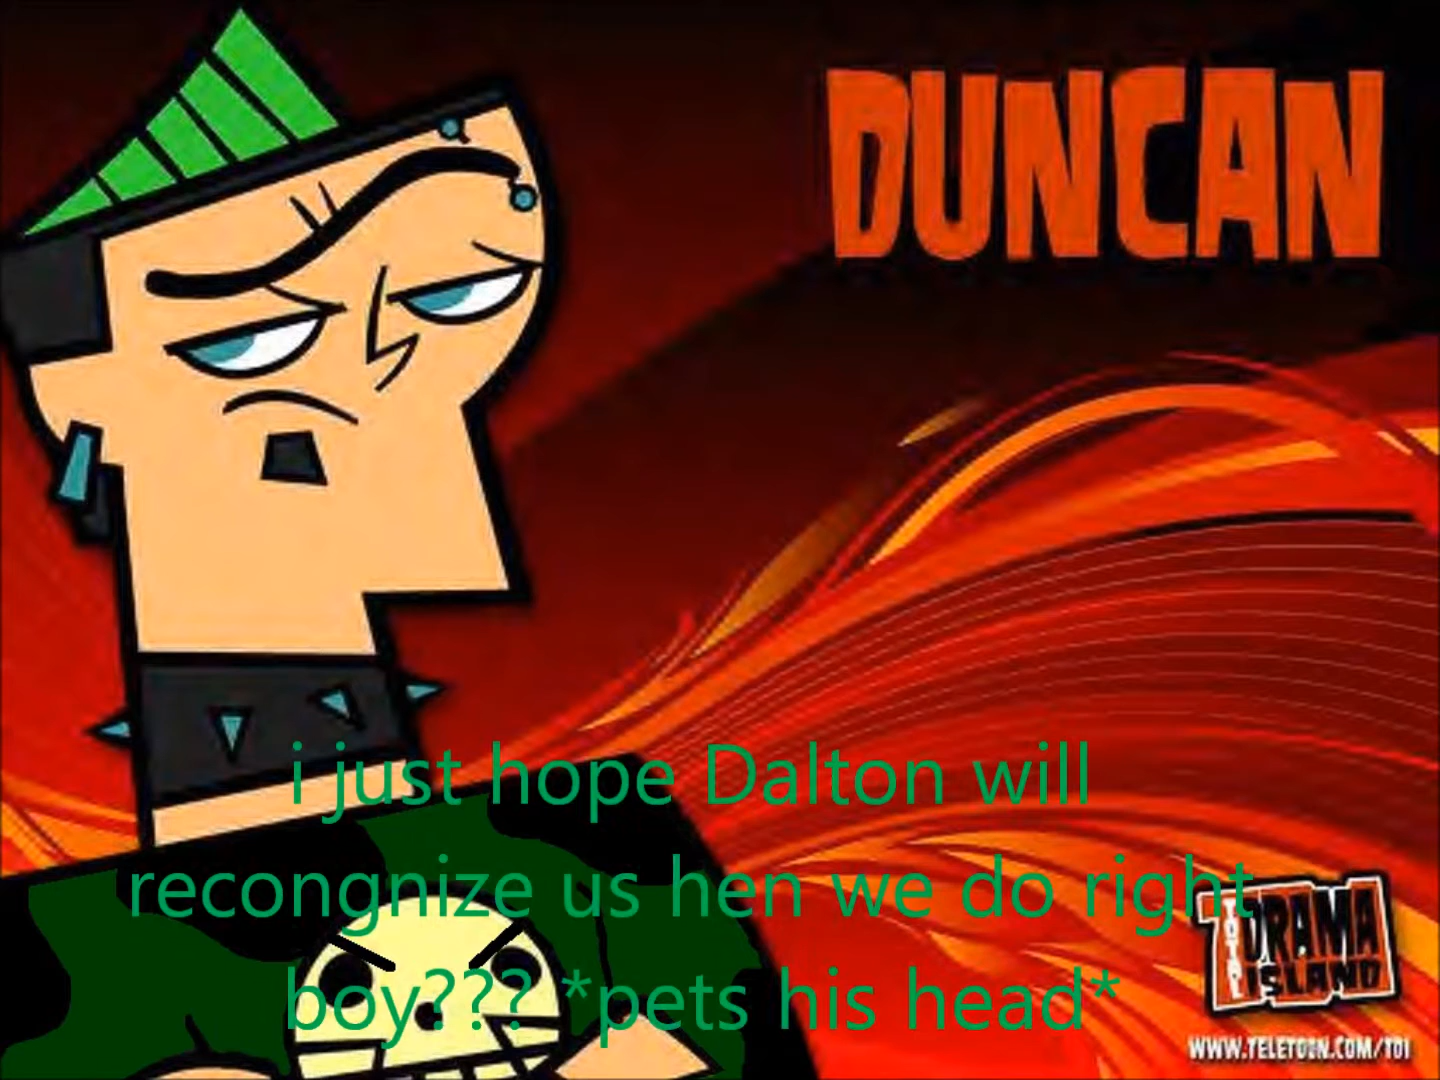 DUNCAN
i just hope Dalton will
recongnize us hen we do right
boy??? *pets his head*
TOTAL
DRAMA
ISLAND
WWW.TELETOON.COM/TDI